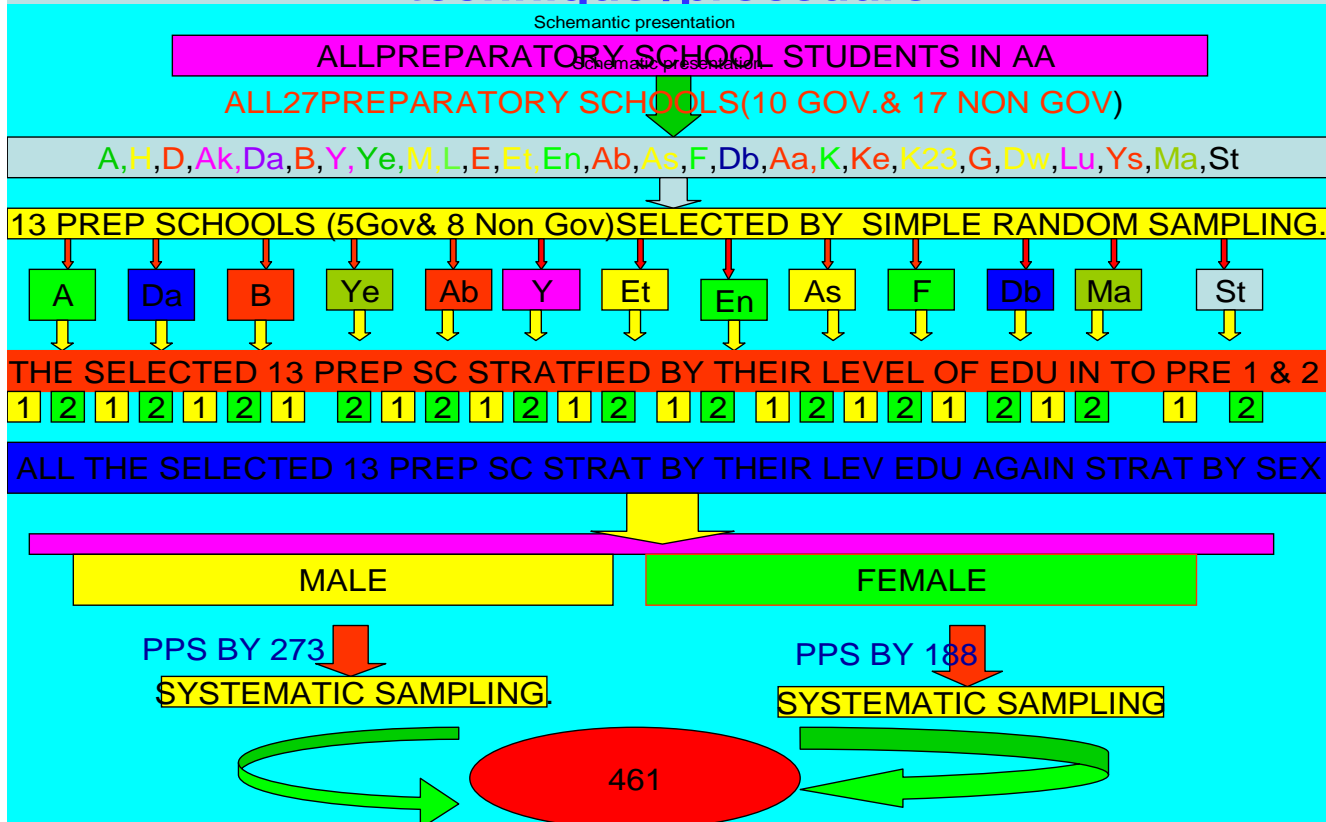 Schemantic presentation
ALLPREPARATORY SCHOOL STUDENTS IN AA
Schematic presentation
ALL27PREPARATORY SCHOOLS(10 GOV.& 17 NON GOV)
A,H,D,Ak,Da,B,Y,Ye,M,L,E,Et,En,Ab,As,F,Db,Aa,K,Ke,K23,G,Dw,Lu,Ys,Ma,St
13 PREP SCHOOLS (5Gov& 8 Non Gov)SELECTED BY SIMPLE RANDOM SAMPLING.
A Da B Ye Ab Y Et En As F Db Ma St
THE SELECTED 13 PREP SC STRATFIED BY THEIR LEVEL OF EDU IN TO PRE 1 & 2
1 2 1 2 1 2 1 2 1 2 1 2 1 2 1 2 1 2 1 2 1 2 1 2 1 2
ALL THE SELECTED 13 PREP SC STRAT BY THEIR LEV EDU AGAIN STRAT BY SEX
MALE FEMALE
PPS BY 273 PPS BY 188
SYSTEMATIC SAMPLING. SYSTEMATIC SAMPLING
461